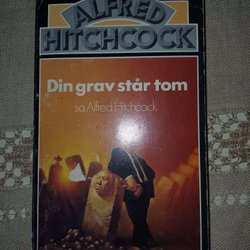 ALFRED
HITCHCOCK
Din grav står tom
sa Alfred Hitchcock